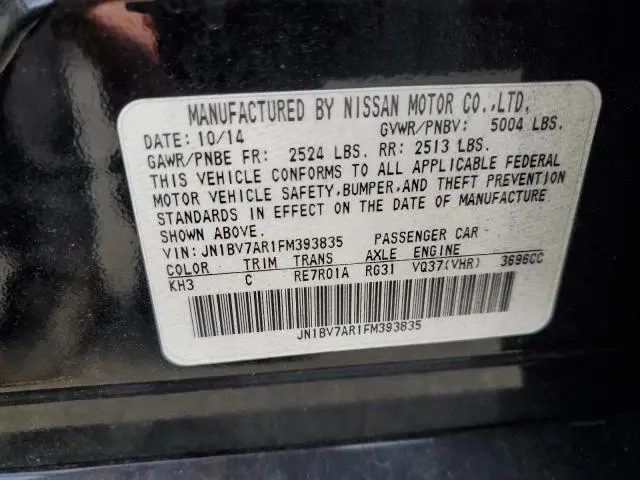 MANUFACTURED BY NISSAN MOTOR CO.,LTD.
DATE: 10/14 GVWR/PNBV: 5004 LBS.
GAWR/PNBE FR: 2524 LBS. RR: 2513 LBS.
THIS VEHICLE CONFORMS TO ALL APPLICABLE FEDERAL
MOTOR VEHICLE SAFETY,BUMPER,AND THEFT PREVENTION
STANDARDS IN EFFECT ON THE DATE OF MANUFACTURE
SHOWN ABOVE.
VIN: JN1BV7AR1FM393835 PASSENGER CAR
COLOR TRIM TRANS AXLE ENGINE
KH3 C RE7R01A RG31 VQ37(VHR) 3696CC
JN1BV7AR1FM393835